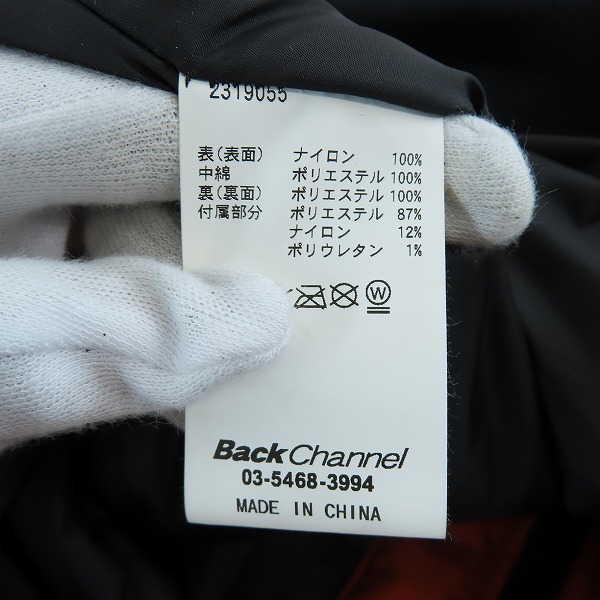 2319055
表(表面) ナイロン 100%
中綿 ポリエステル 100%
裏(裏面) ポリエステル 100%
付属部分 ポリエステル 87%
ナイロン 12%
ポリウレタン 1%
W
BackChannel
03-5468-3994
MADE IN CHINA